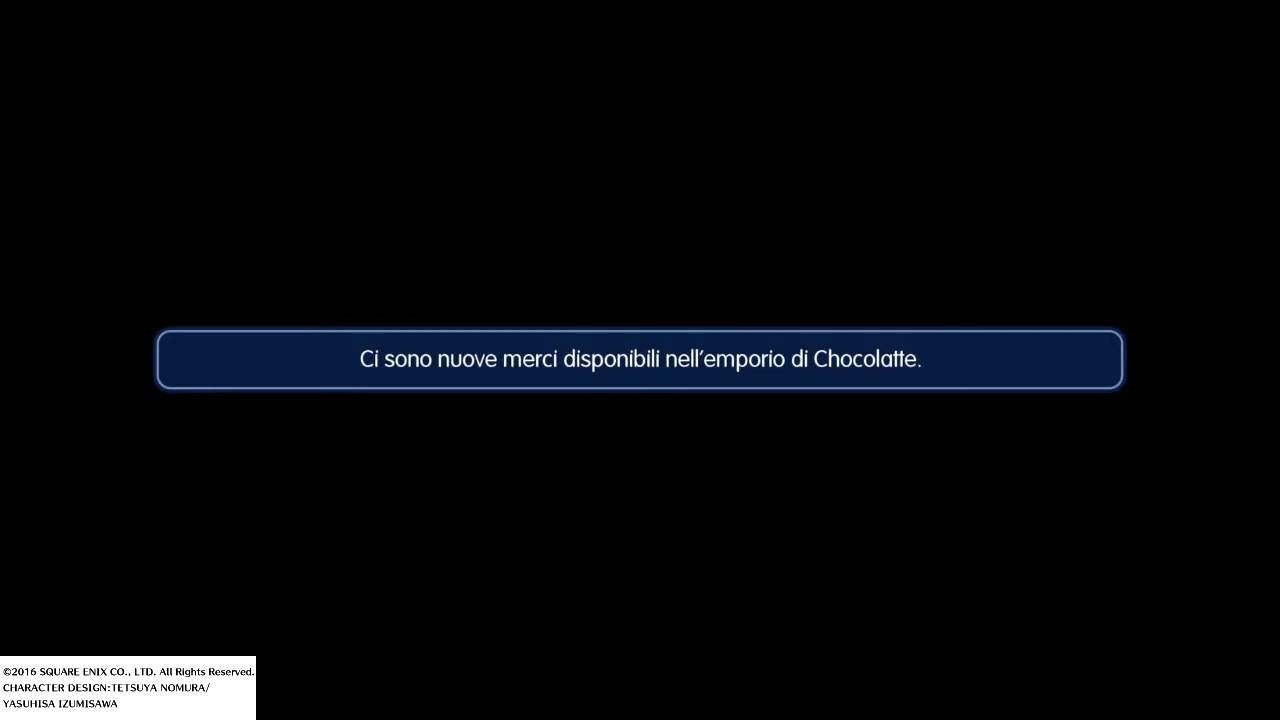 Ci sono nuove merci disponibili nell'emporio di Chocolatte.
©2016 SQUARE ENIX CO., LTD. All Rights Reserved.
CHARACTER DESIGN:TETSUYA NOMURA/
YASUHISA IZUMISAWA